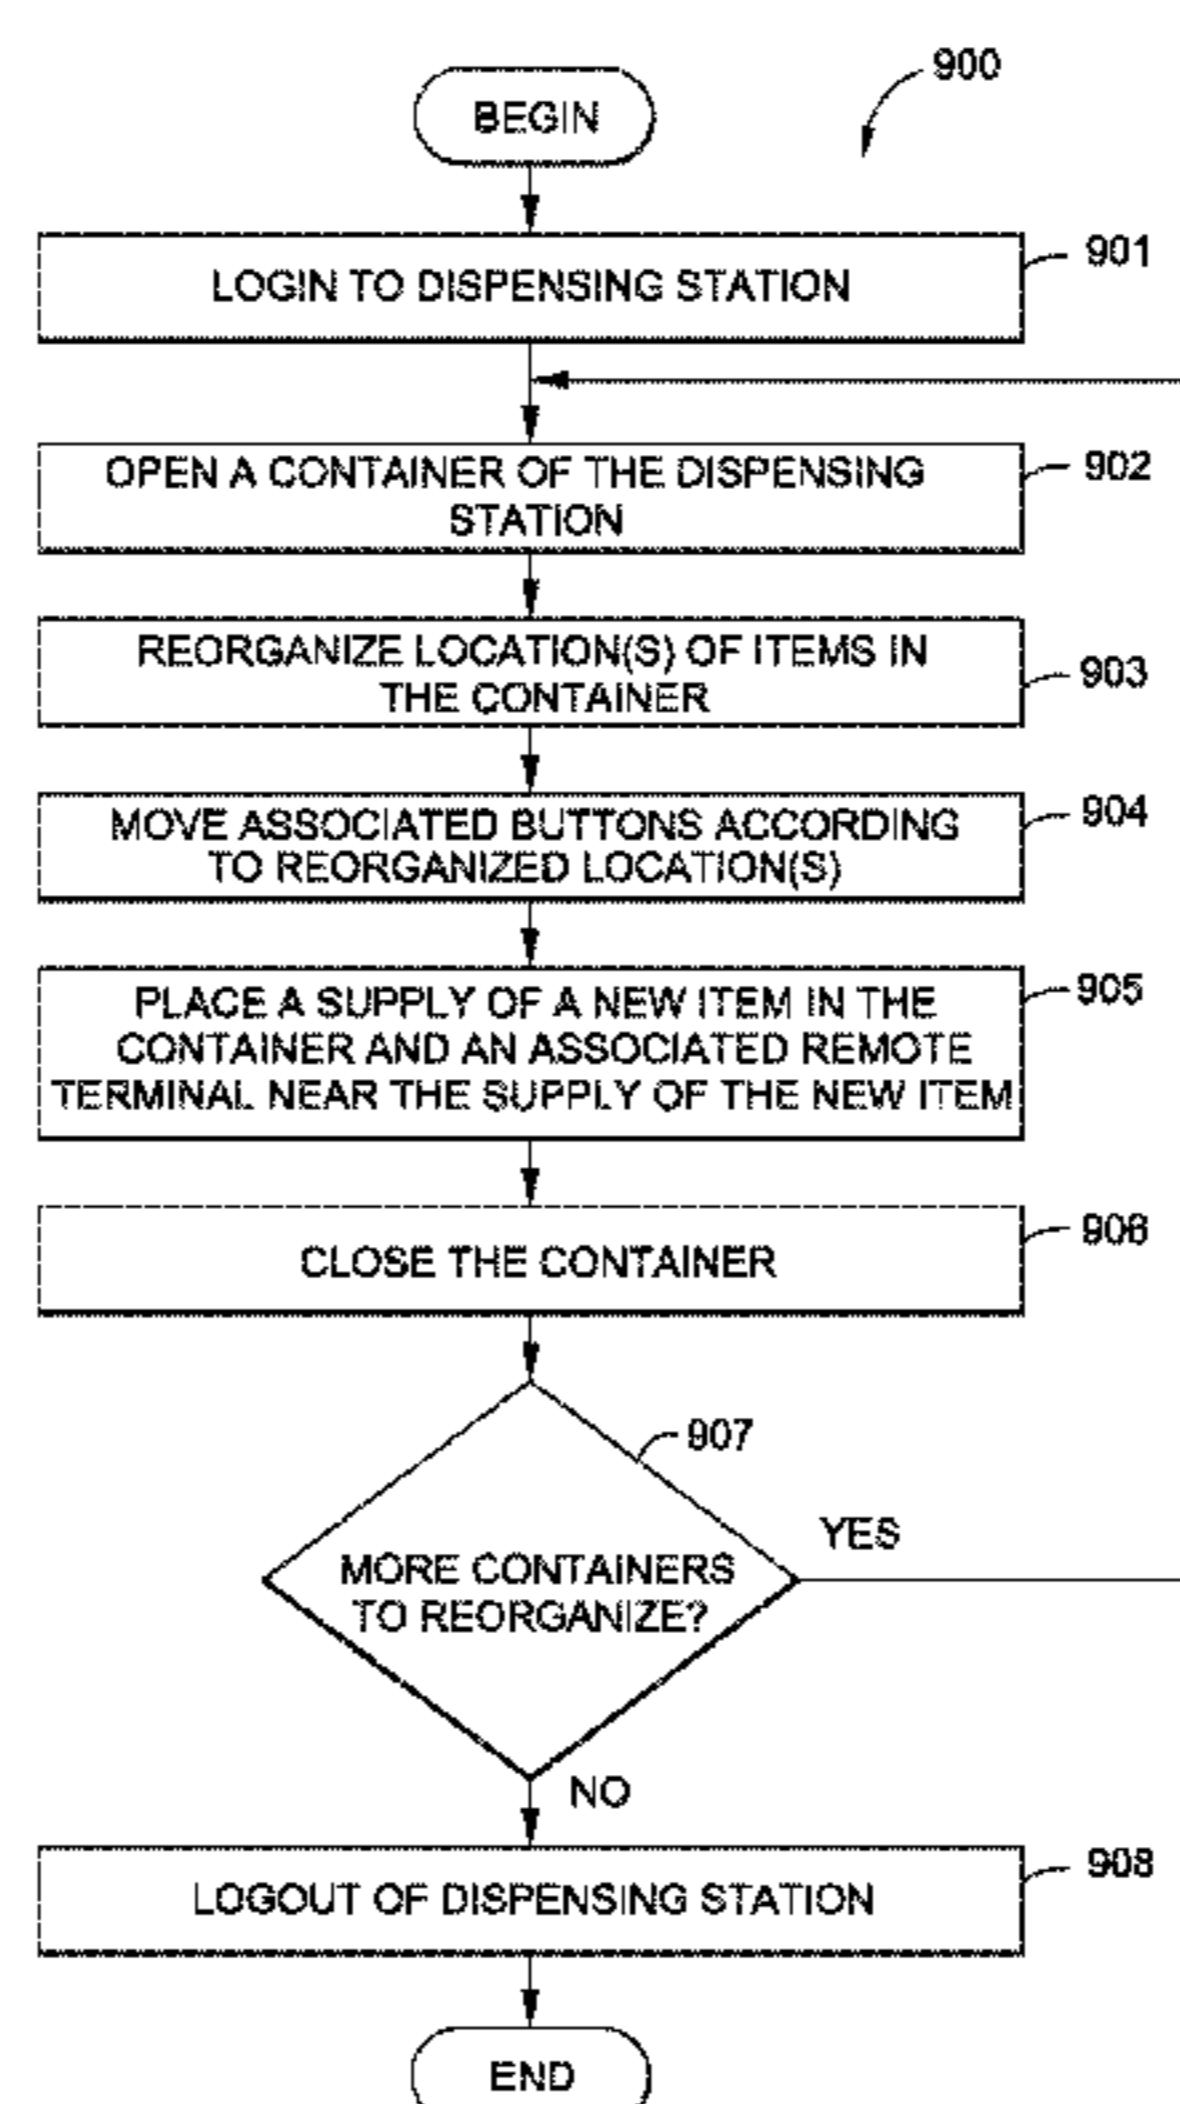 900
BEGIN
901
LOGIN TO DISPENSING STATION
902
OPEN A CONTAINER OF THE DISPENSING
STATION
903
REORGANIZE LOCATION(S) OF ITEMS IN
THE CONTAINER
904
MOVE ASSOCIATED BUTTONS ACCORDING
TO REORGANIZED LOCATION(S)
905
PLACE A SUPPLY OF A NEW ITEM IN THE
CONTAINER AND AN ASSOCIATED REMOTE
TERMINAL NEAR THE SUPPLY OF THE NEW ITEM
906
CLOSE THE CONTAINER
907
YES
MORE CONTAINERS
TO REORGANIZE?
NO
908
LOGOUT OF DISPENSING STATION
END